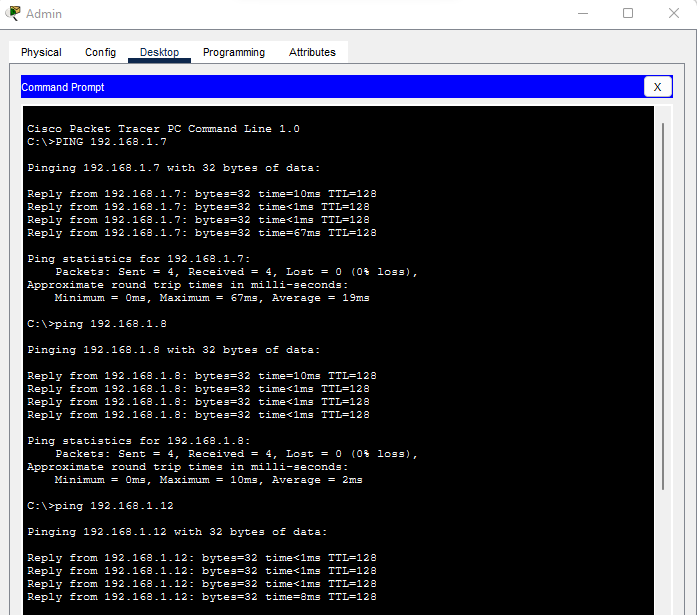 Admin
Physical Config Desktop Programming Attributes
Command Prompt X
Cisco Packet Tracer PC Command Line 1.0
C:\>PING 192.168.1.7
Pinging 192.168.1.7 with 32 bytes of data:
Reply from 192.168.1.7: bytes=32 time=10ms TTL=128
Reply from 192.168.1.7: bytes=32 time<1ms TTL=128
Reply from 192.168.1.7: bytes=32 time<1ms TTL=128
Reply from 192.168.1.7: bytes=32 time=67ms TTL=128
Ping statistics for 192.168.1.7:
Packets: Sent = 4, Received = 4, Lost = 0 (0% loss),
Approximate round trip times in milli-seconds:
Minimum = 0ms, Maximum = 67ms, Average = 19ms
C:\>ping 192.168.1.8
Pinging 192.168.1.8 with 32 bytes of data:
Reply from 192.168.1.8: bytes=32 time=10ms TTL=128
Reply from 192.168.1.8: bytes=32 time<1ms TTL=128
Reply from 192.168.1.8: bytes=32 time<1ms TTL=128
Reply from 192.168.1.8: bytes=32 time<1ms TTL=128
Ping statistics for 192.168.1.8:
Packets: Sent = 4, Received = 4, Lost = 0 (0% loss),
Approximate round trip times in milli-seconds:
Minimum = 0ms, Maximum = 10ms, Average = 2ms
C:\>ping 192.168.1.12
Pinging 192.168.1.12 with 32 bytes of data:
Reply from 192.168.1.12: bytes=32 time<1ms TTL=128
Reply from 192.168.1.12: bytes=32 time<1ms TTL=128
Reply from 192.168.1.12: bytes=32 time<1ms TTL=128
Reply from 192.168.1.12: bytes=32 time=8ms TTL=128